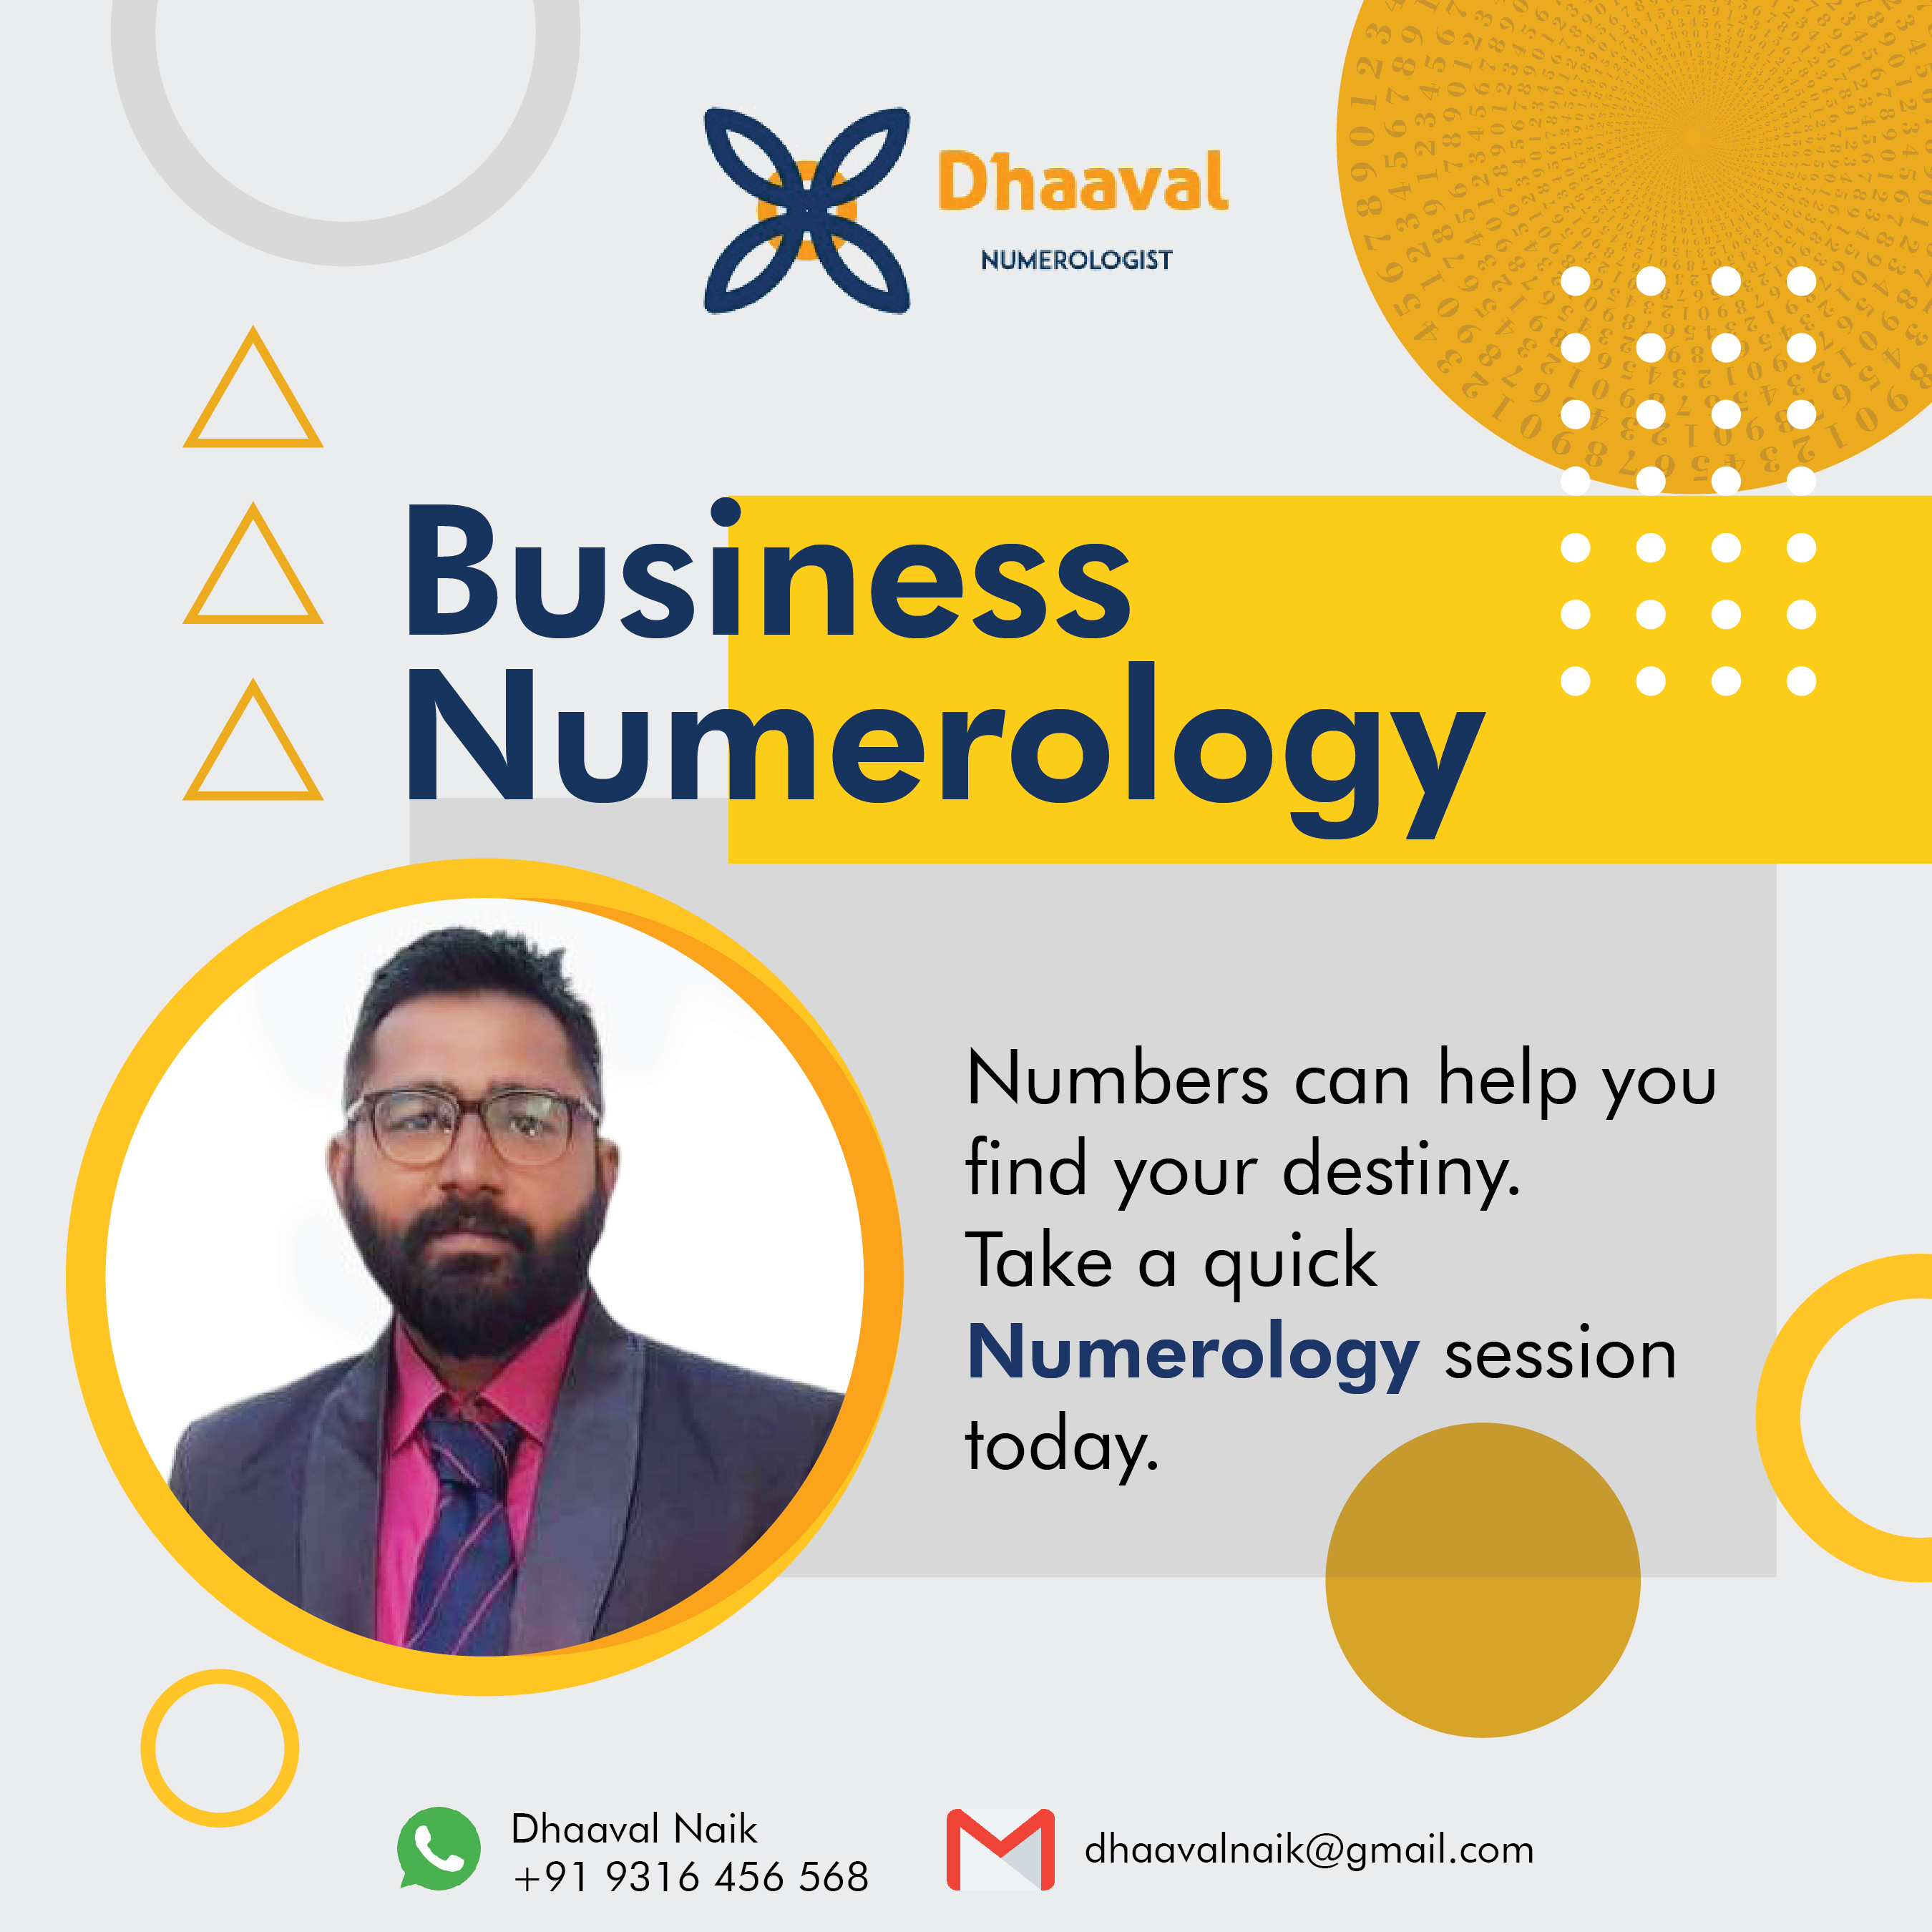 Dhaaval
NUMEROLOGIST
Business
Numerology
Numbers can help you
find your destiny.
Take a quick
Numerology session
today.
Dhaaval Naik
+91 9316 456 568
dhaavalnaik@gmail.com